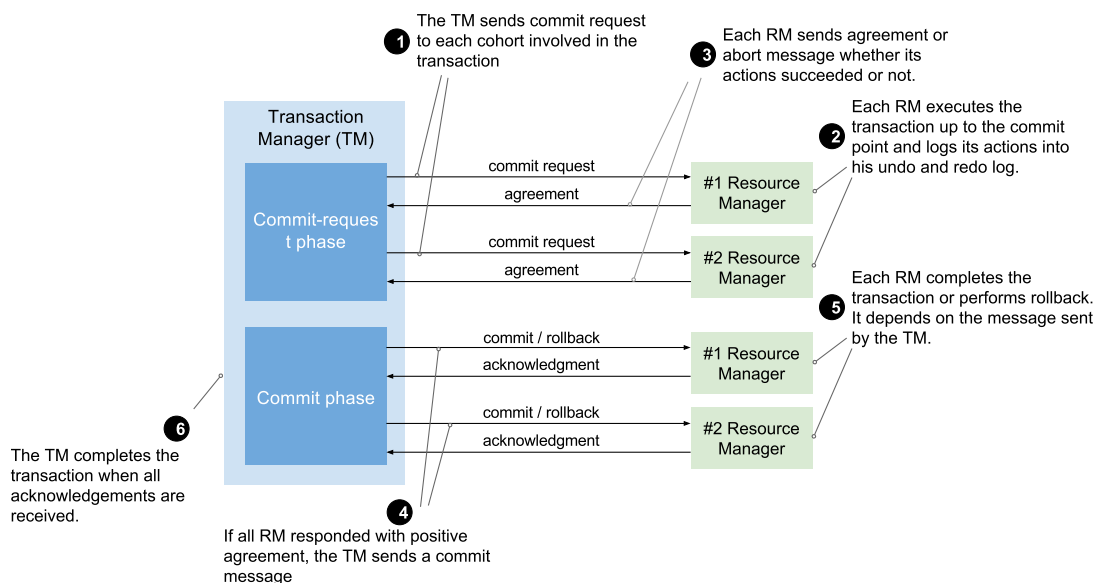 1
The TM sends commit request
to each cohort involved in the
transaction
3
Each RM sends agreement or
abort message whether its
actions succeeded or not.
2
Each RM executes the
transaction up to the commit
point and logs its actions into
his undo and redo log.
Transaction
Manager (TM)
Commit-reques
t phase
commit request
agreement
commit request
agreement
#1 Resource
Manager
#2 Resource
Manager
5
Each RM completes the
transaction or performs rollback.
It depends on the message sent
by the TM.
Commit phase
commit / rollback
acknowledgment
commit / rollback
acknowledgment
#1 Resource
Manager
#2 Resource
Manager
6
The TM completes the
transaction when all
acknowledgements are
received.
4
If all RM responded with positive
agreement, the TM sends a commit
message